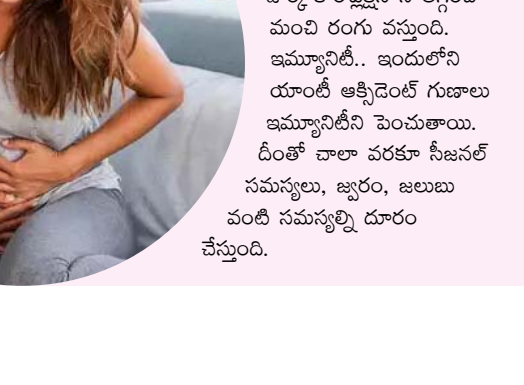 మంచి రంగు వస్తుంది.
ఇమ్యూనిటీ.. ఇందులోని
యాంటీ ఆక్సిడెంట్ గుణాలు
ఇమ్యూనిటీని పెంచుతాయి.
దీంతో చాలా వరకూ సీజనల్
సమస్యలు, జ్వరం, జలుబు
వంటి సమస్యల్ని దూరం
చేస్తుంది.